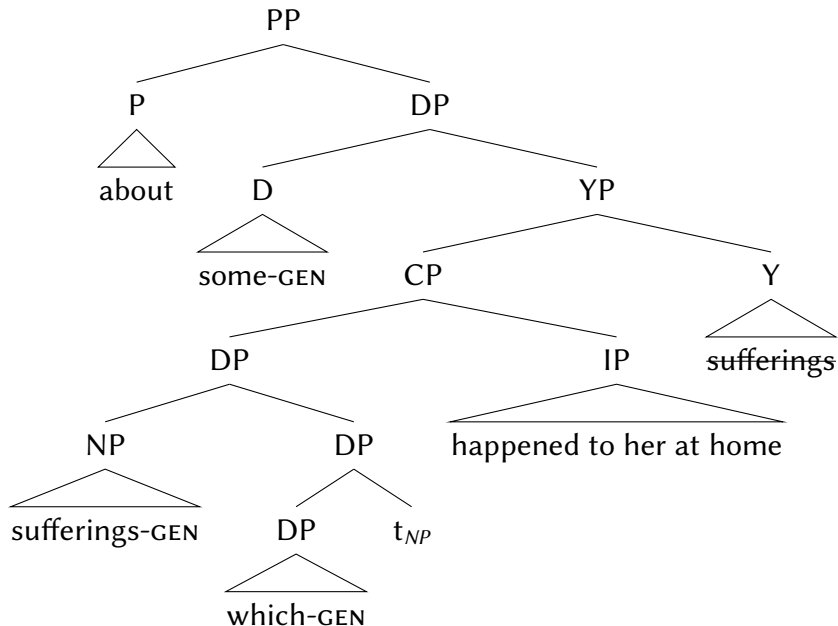 PP
P DP
about D YP
some-GEN CP Y
DP IP sufferings
NP DP happened to her at home
sufferings-GEN DP t_NP
which-GEN